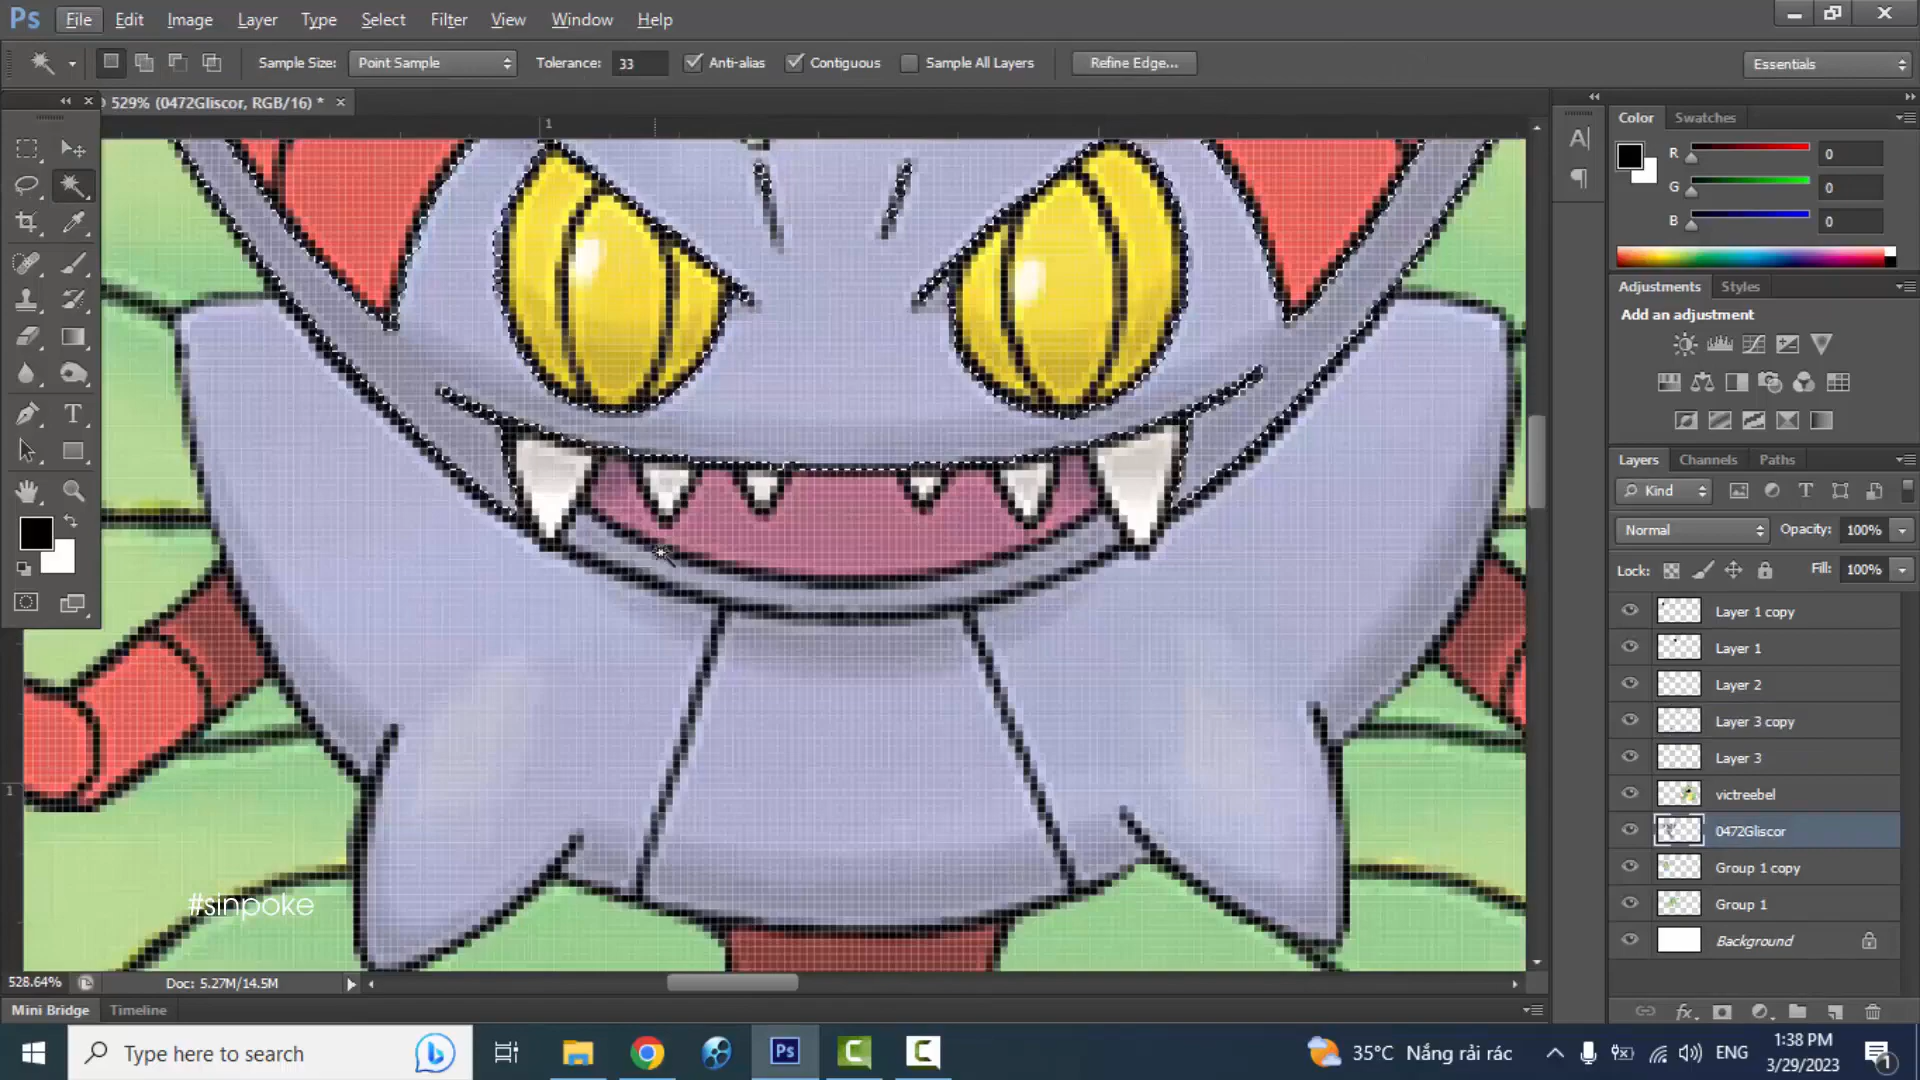 Ps File Edit Image Layer Type Select Filter View Window Help
Sample Size: Point Sample Tolerance: 33 Anti-alias Contiguous Sample All Layers Refine Edge... Essentials
529% (0472Gliscor, RGB/16) *
1
Color Swatches
R 0
G 0
B 0
Adjustments Styles
Add an adjustment
Layers Channels Paths
Kind
Normal Opacity: 100%
Lock: Fill: 100%
Layer 1 copy
Layer 1
Layer 2
Layer 3 copy
Layer 3
victreebel
0472Gliscor
Group 1 copy
Group 1
Background
1
#sinpoke
528.64% Doc: 5.27M/14.5M
Mini Bridge Timeline
Type here to search
Ps
35°C Nắng rải rác
ENG
1:38 PM
3/29/2023
1